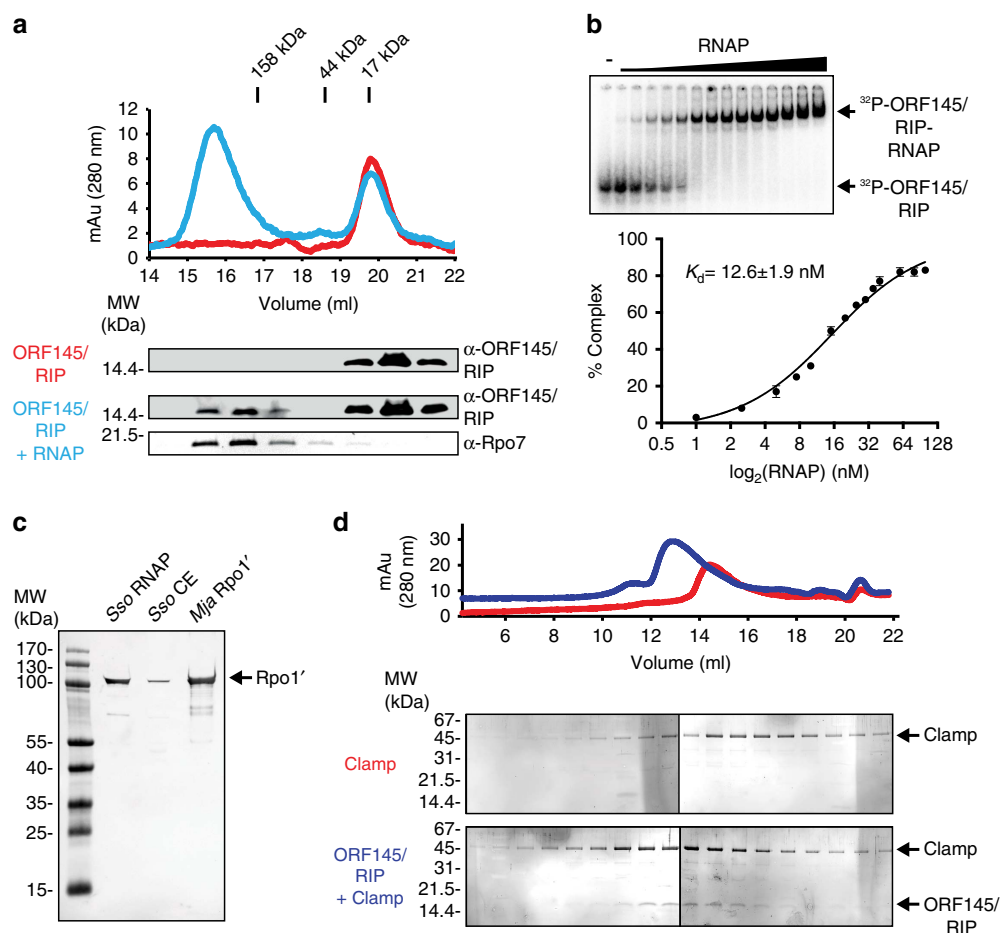 a
158 kDa
44 kDa
17 kDa
mAu (280 nm)
12
10
8
6
4
2
0
14 15 16 17 18 19 20 21 22
Volume (ml)
MW
(kDa)
ORF145/
RIP
14.4-
α-ORF145/
RIP
ORF145/
RIP
+ RNAP
14.4-
α-ORF145/
RIP
21.5-
α-Rpo7
b
RNAP
-
³²P-ORF145/
RIP-
RNAP
³²P-ORF145/
RIP
% Complex
100
80
60
40
20
0
Kd= 12.6±1.9 nM
0.5 1 2 4 8 16 32 64 128
log₂(RNAP) (nM)
c
MW
(kDa)
Sso RNAP
Sso CE
Mja Rpo1′
170-
130-
100-
55-
40-
35-
25-
15-
Rpo1′
d
mAu
(280 nm)
30
20
10
0
6 8 10 12 14 16 18 20 22
Volume (ml)
MW
(kDa)
Clamp
67-
45-
31-
21.5-
14.4-
Clamp
ORF145/
RIP
+ Clamp
67-
45-
31-
21.5-
14.4-
Clamp
ORF145/
RIP